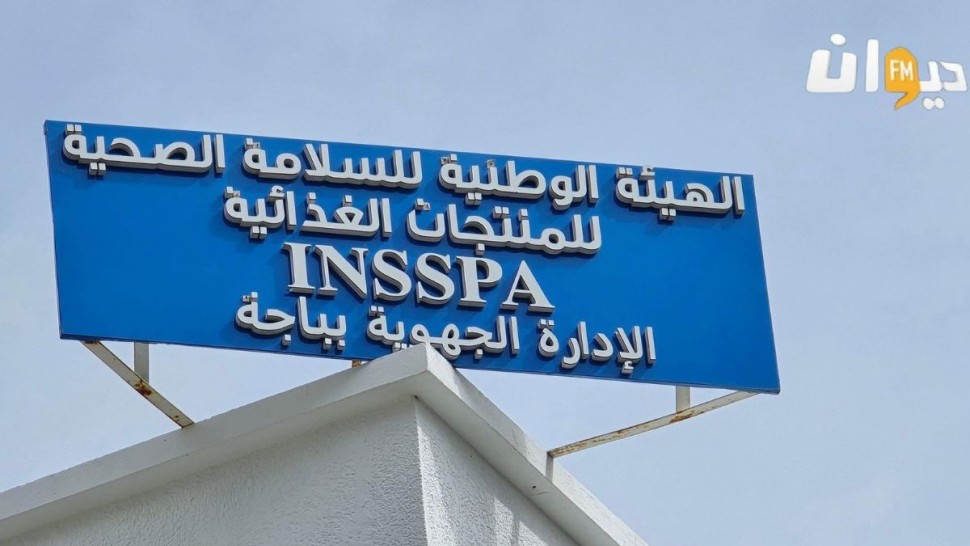 ديوان FM
الهيئة الوطنية للسلامة الصحية
للمنتجات الغذائية
INSSPA
الإدارة الجهوية بباجة